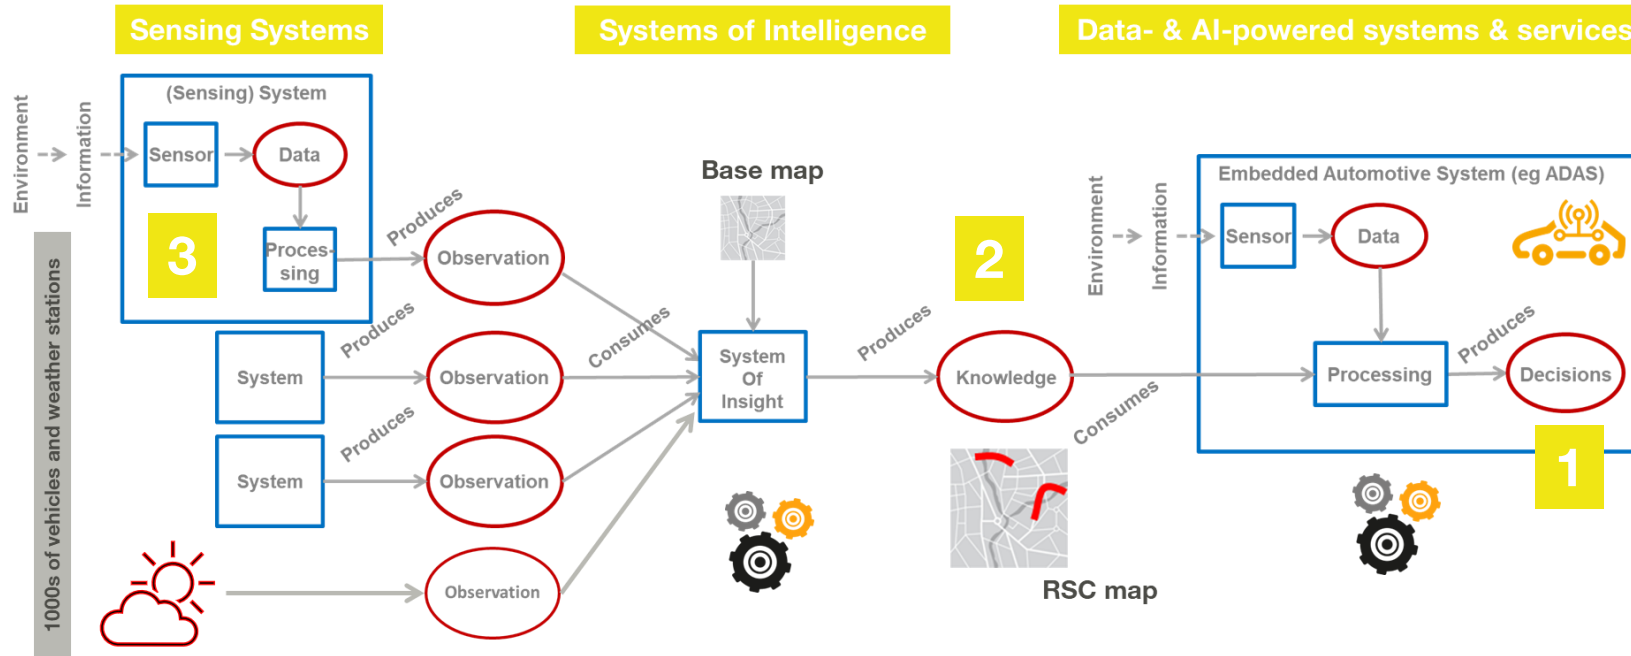 Sensing Systems
Systems of Intelligence
Data- & AI-powered systems & services
Environment
Information
(Sensing) System
Sensor
Data
Proces-
sing
3
1000s of vehicles and weather stations
Produces
Observation
System
Produces
Observation
System
Produces
Observation
Observation
Consumes
Base map
System
Of
Insight
Produces
2
Knowledge
RSC map
Consumes
Environment
Information
Embedded Automotive System (eg ADAS)
Sensor
Data
Processing
Produces
Decisions
1